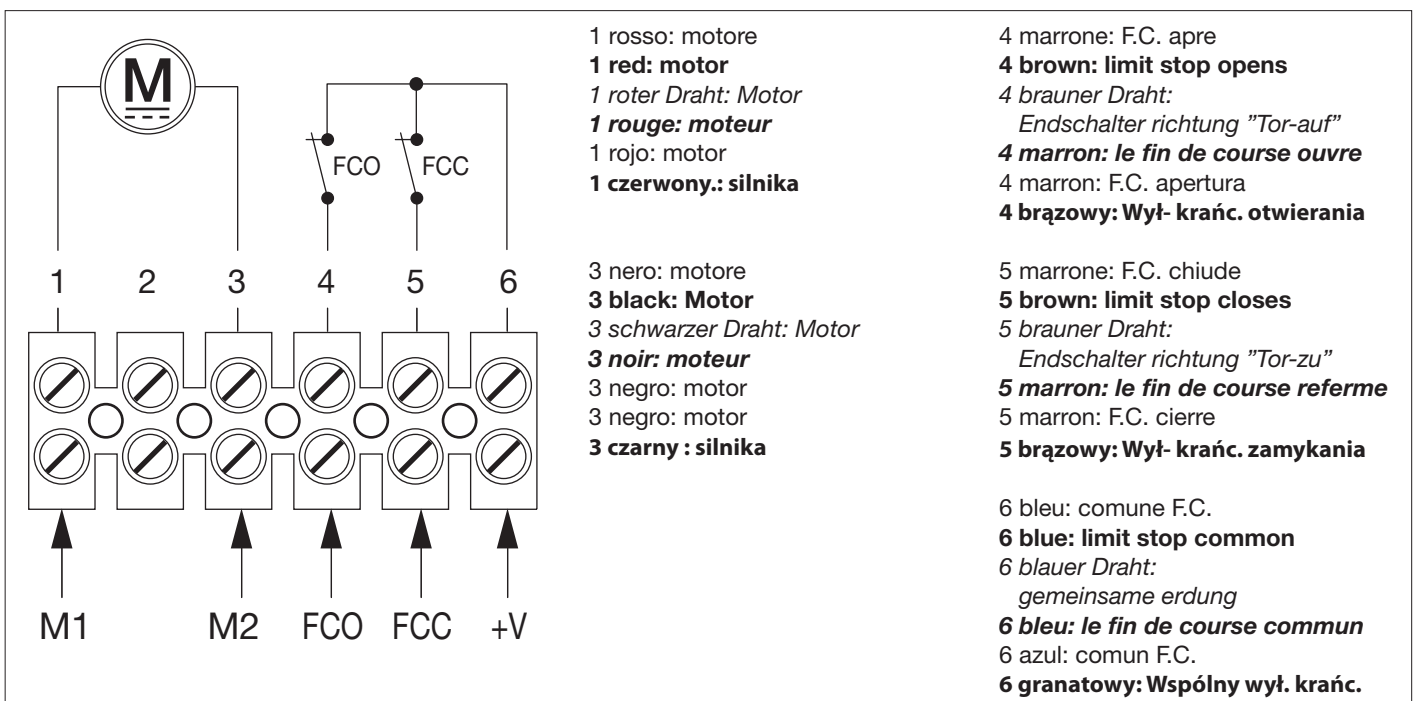 M
FCO FCC
1 2 3 4 5 6
M1 M2 FCO FCC +V
1 rosso: motore
1 red: motor
1 roter Draht: Motor
1 rouge: moteur
1 rojo: motor
1 czerwony.: silnika
3 nero: motore
3 black: Motor
3 schwarzer Draht: Motor
3 noir: moteur
3 negro: motor
3 negro: motor
3 czarny : silnika
4 marrone: F.C. apre
4 brown: limit stop opens
4 brauner Draht:
Endschalter richtung ”Tor-auf”
4 marron: le fin de course ouvre
4 marron: F.C. apertura
4 brązowy: Wył- krańc. otwierania
5 marrone: F.C. chiude
5 brown: limit stop closes
5 brauner Draht:
Endschalter richtung ”Tor-zu”
5 marron: le fin de course referme
5 marron: F.C. cierre
5 brązowy: Wył- krańc. zamykania
6 bleu: comune F.C.
6 blue: limit stop common
6 blauer Draht:
gemeinsame erdung
6 bleu: le fin de course commun
6 azul: comun F.C.
6 granatowy: Wspólny wył. krańc.